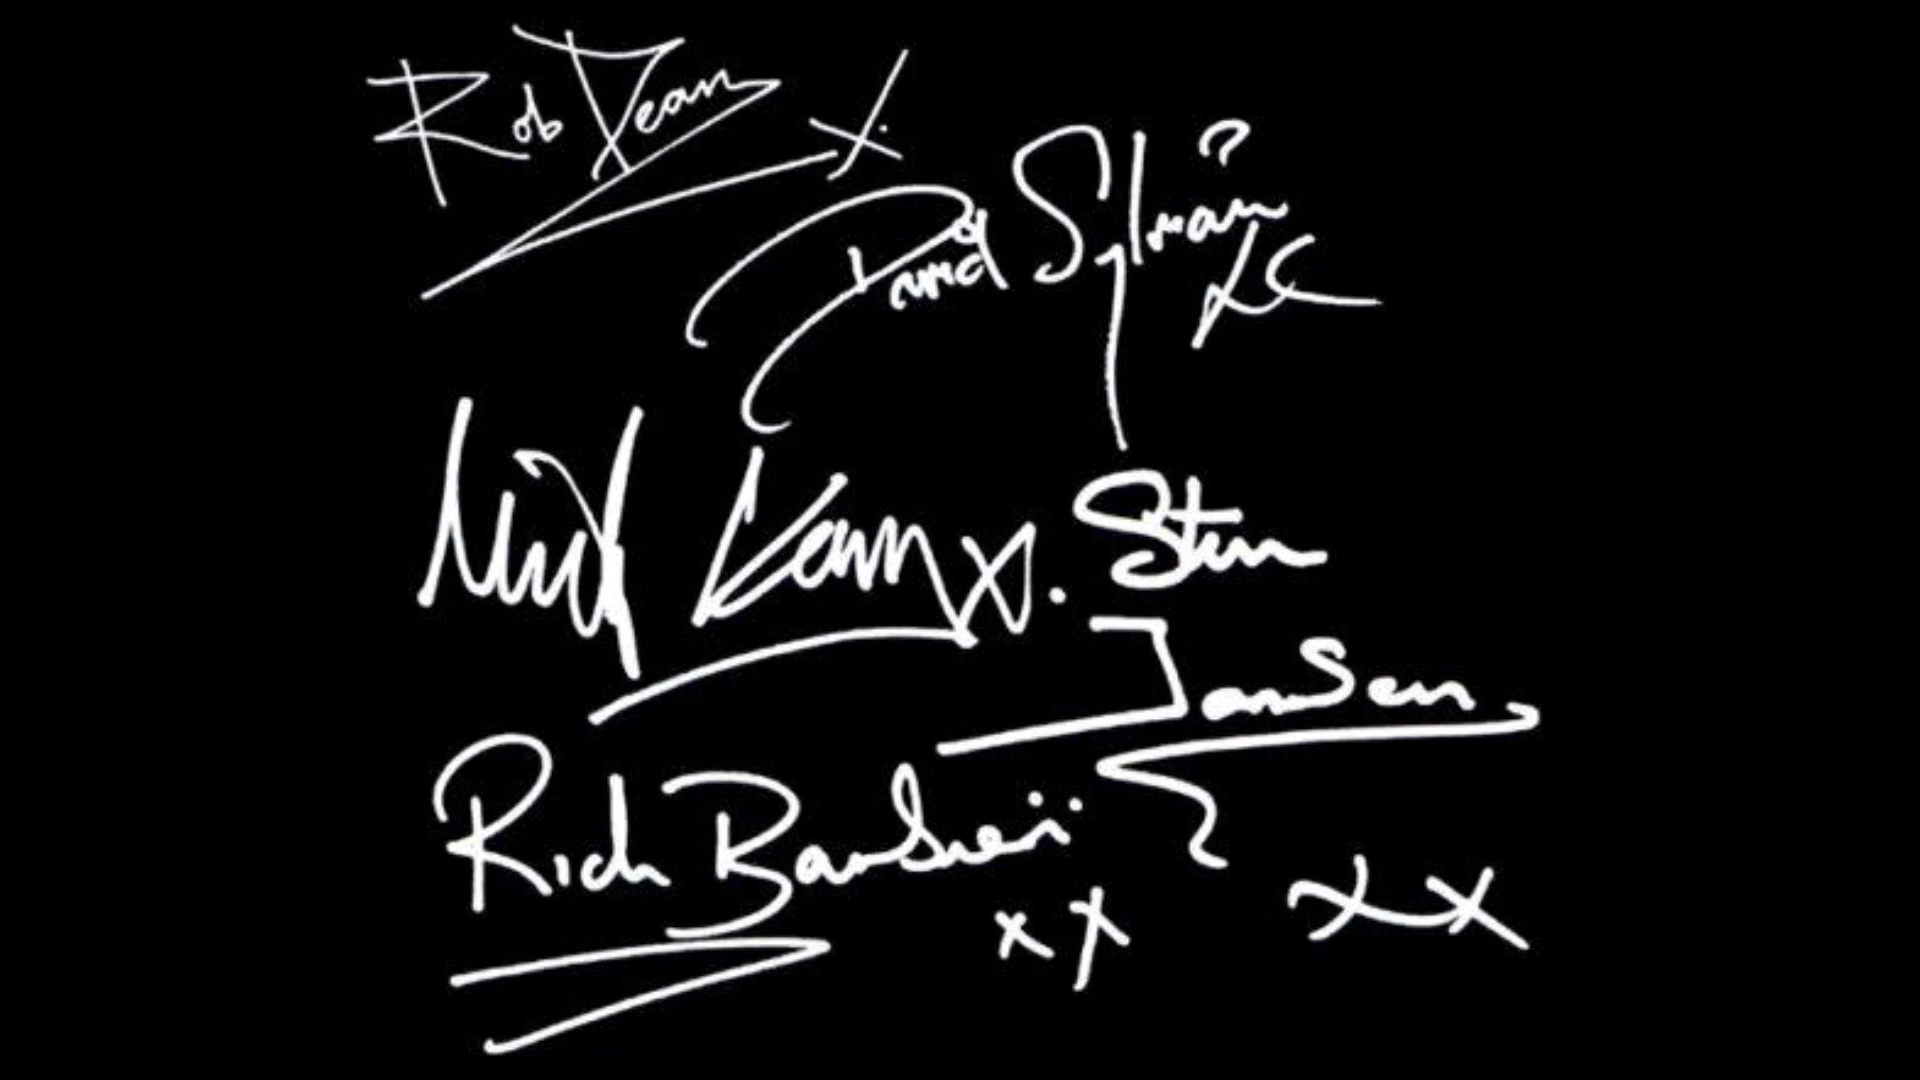 Rob Dean x.
David Sylvian x
Mick Karn x.
Steve
Jansen
Rich Barbieri
xx
xx